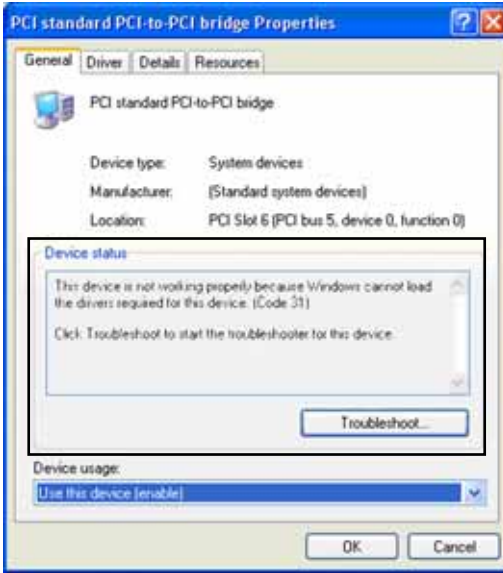 PCI standard PCI-to-PCI bridge Properties
General Driver Details Resources
PCI standard PCI-to-PCI bridge
Device type: System devices
Manufacturer: (Standard system devices)
Location: PCI Slot 6 (PCI bus 5, device 0, function 0)
Device status
This device is not working properly because Windows cannot load
the drivers required for this device. (Code 31)
Click Troubleshoot to start the troubleshooter for this device.
Troubleshoot...
Device usage:
Use this device (enable)
OK Cancel